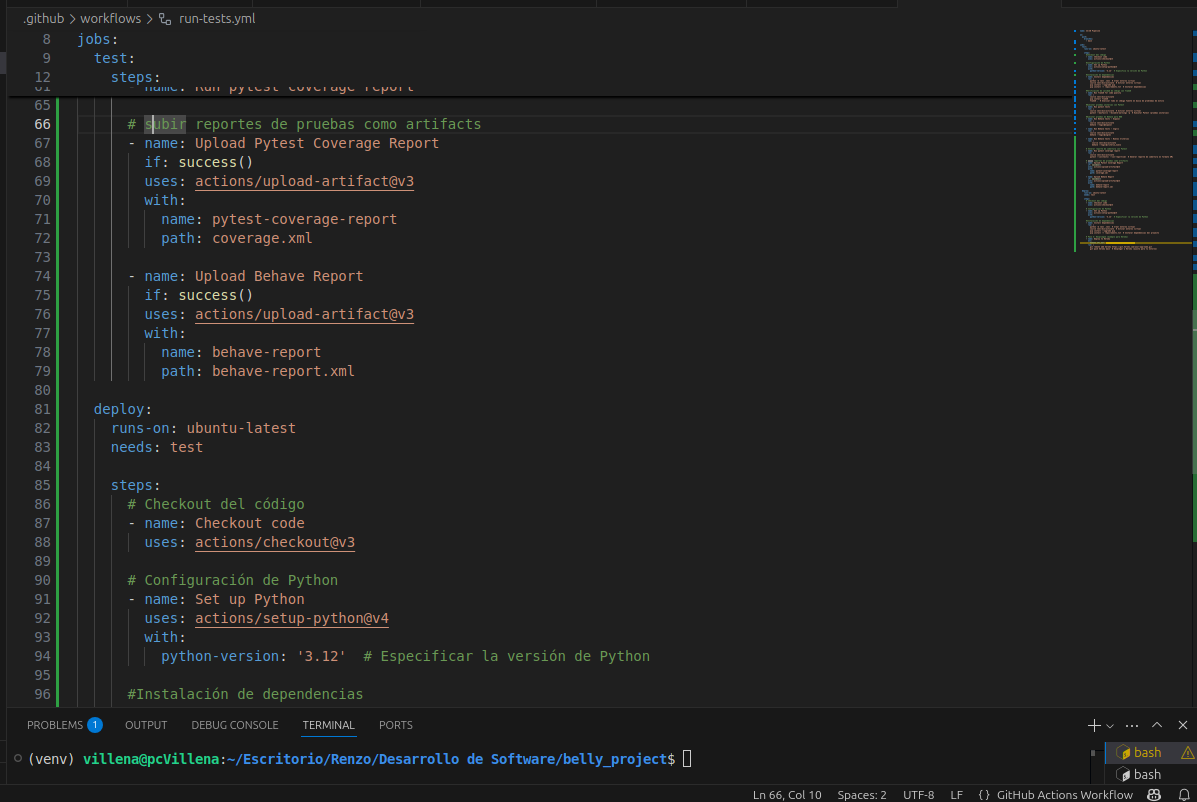 .github > workflows > run-tests.yml
8 jobs:
9 test:
12 steps:
61 - name: Run pytest coverage report
65
66 # subir reportes de pruebas como artifacts
67 - name: Upload Pytest Coverage Report
68 if: success()
69 uses: actions/upload-artifact@v3
70 with:
71 name: pytest-coverage-report
72 path: coverage.xml
73
74 - name: Upload Behave Report
75 if: success()
76 uses: actions/upload-artifact@v3
77 with:
78 name: behave-report
79 path: behave-report.xml
80
81 deploy:
82 runs-on: ubuntu-latest
83 needs: test
84
85 steps:
86 # Checkout del código
87 - name: Checkout code
88 uses: actions/checkout@v3
89
90 # Configuración de Python
91 - name: Set up Python
92 uses: actions/setup-python@v4
93 with:
94 python-version: '3.12' # Especificar la versión de Python
95
96 #Instalación de dependencias
PROBLEMS 1 OUTPUT DEBUG CONSOLE TERMINAL PORTS
(venv) villena@pcVillena:~/Escritorio/Renzo/Desarrollo de Software/belly_project$
bash
bash
Ln 66, Col 10 Spaces: 2 UTF-8 LF {} GitHub Actions Workflow